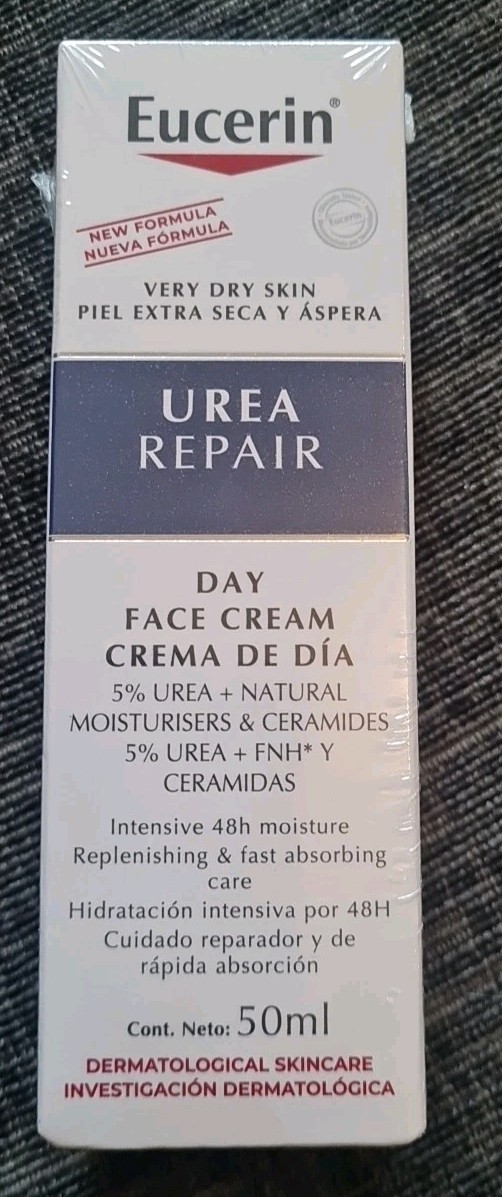 Eucerin®
NEW FORMULA
NUEVA FÓRMULA
Eucerin
VERY DRY SKIN
PIEL EXTRA SECA Y ÁSPERA
UREA
REPAIR
DAY
FACE CREAM
CREMA DE DÍA
5% UREA + NATURAL
MOISTURISERS & CERAMIDES
5% UREA + FNH* Y
CERAMIDAS
Intensive 48h moisture
Replenishing & fast absorbing
care
Hidratación intensiva por 48H
Cuidado reparador y de
rápida absorción
Cont. Neto: 50ml
DERMATOLOGICAL SKINCARE
INVESTIGACIÓN DERMATOLÓGICA